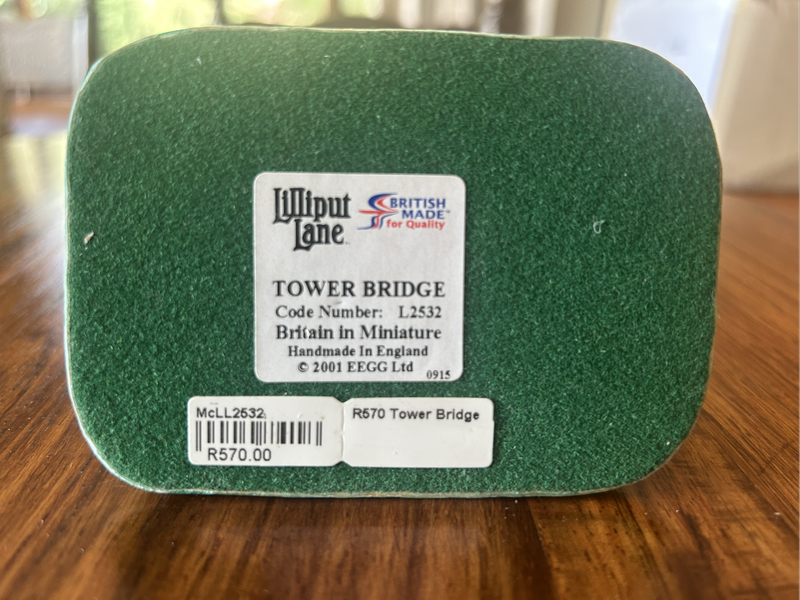 Lilliput
Lane
BRITISH
MADE™
for Quality
TOWER BRIDGE
Code Number: L2532
Britain in Miniature
Handmade In England
© 2001 EEGG Ltd
0915
McLL2532
R570.00
R570 Tower Bridge